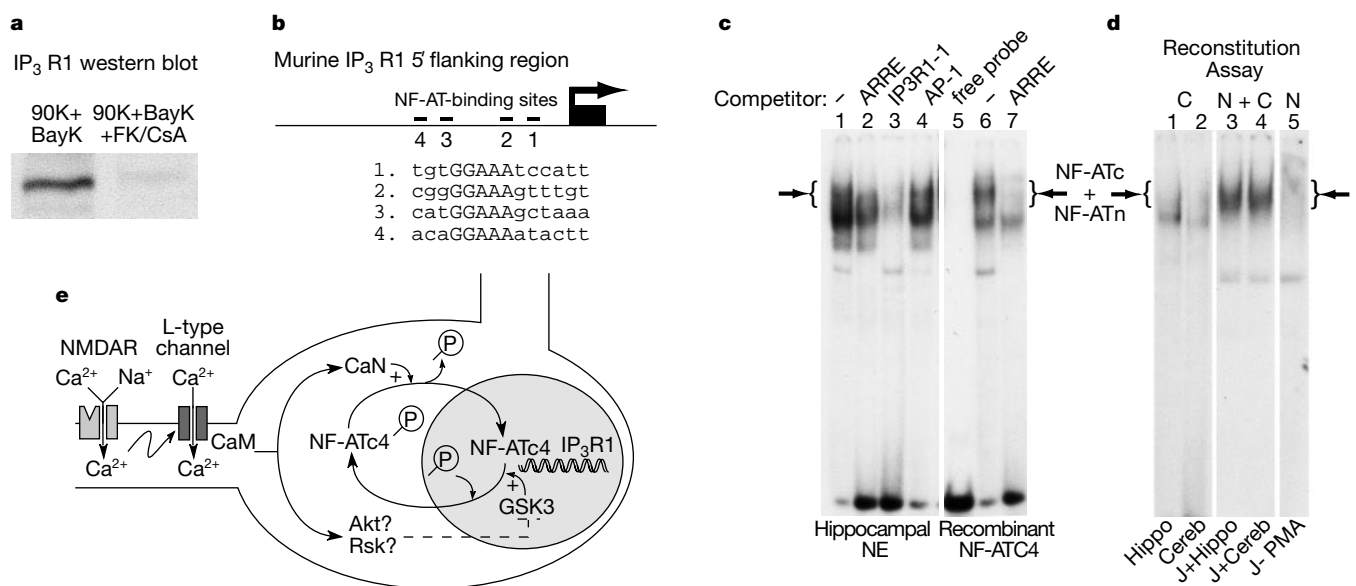 a
IP₃ R1 western blot
90K+ 90K+BayK
BayK +FK/CsA
b
Murine IP₃ R1 5′ flanking region
NF-AT-binding sites
4 3 2 1
1. tgtGGAAAtccatt
2. cggGGAAAgtttgt
3. catGGAAAgctaaa
4. acaGGAAAatactt
c
Competitor: - ARRE IP3R1-1 AP-1 free probe - ARRE
1 2 3 4 5 6 7
Hippocampal NE
Recombinant NF-ATC4
NF-ATc
+
NF-ATn
d
Reconstitution
Assay
C N + C N
1 2 3 4 5
Hippo Cereb J+Hippo J+Cereb J- PMA
e
NMDAR
L-type
channel
Ca²⁺ Na⁺ Ca²⁺
Ca²⁺ Ca²⁺
CaM
CaN
+
P
P
NF-ATc4
NF-ATc4
IP₃R1
P
+
GSK3
Akt?
Rsk?